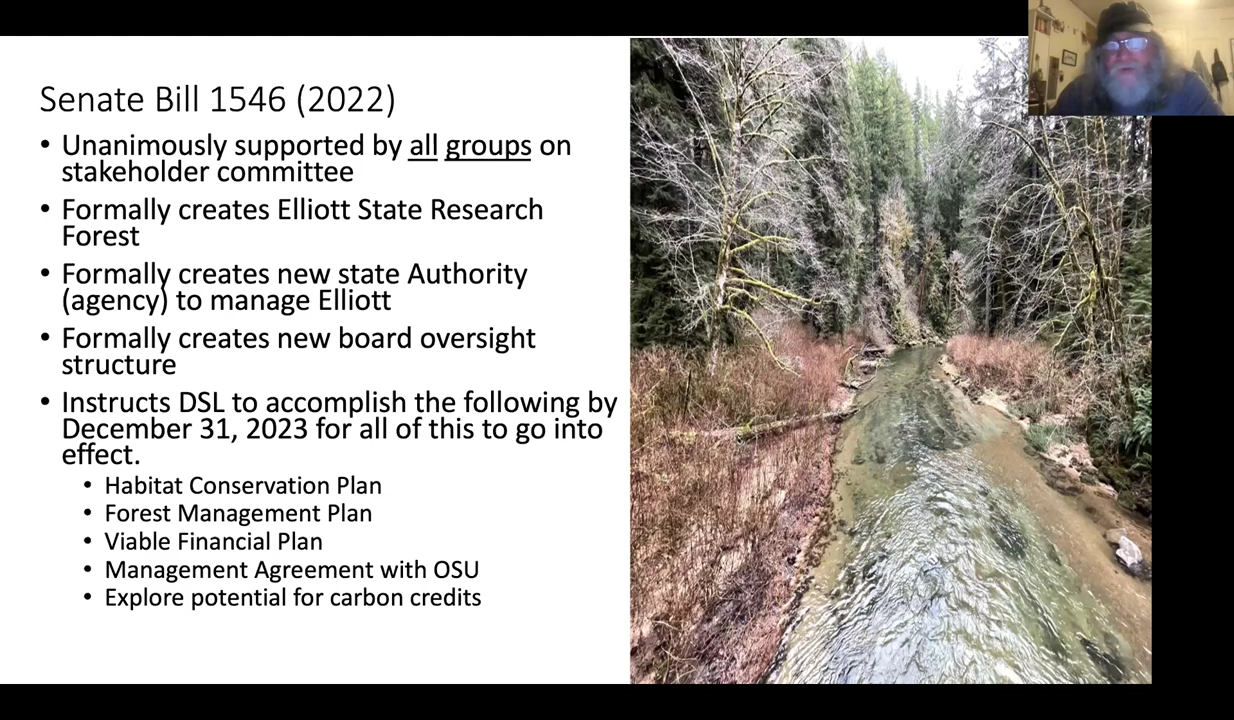 Senate Bill 1546 (2022)
• Unanimously supported by all groups on
stakeholder committee
• Formally creates Elliott State Research
Forest
• Formally creates new state Authority
(agency) to manage Elliott
• Formally creates new board oversight
structure
• Instructs DSL to accomplish the following by
December 31, 2023 for all of this to go into
effect.
• Habitat Conservation Plan
• Forest Management Plan
• Viable Financial Plan
• Management Agreement with OSU
• Explore potential for carbon credits